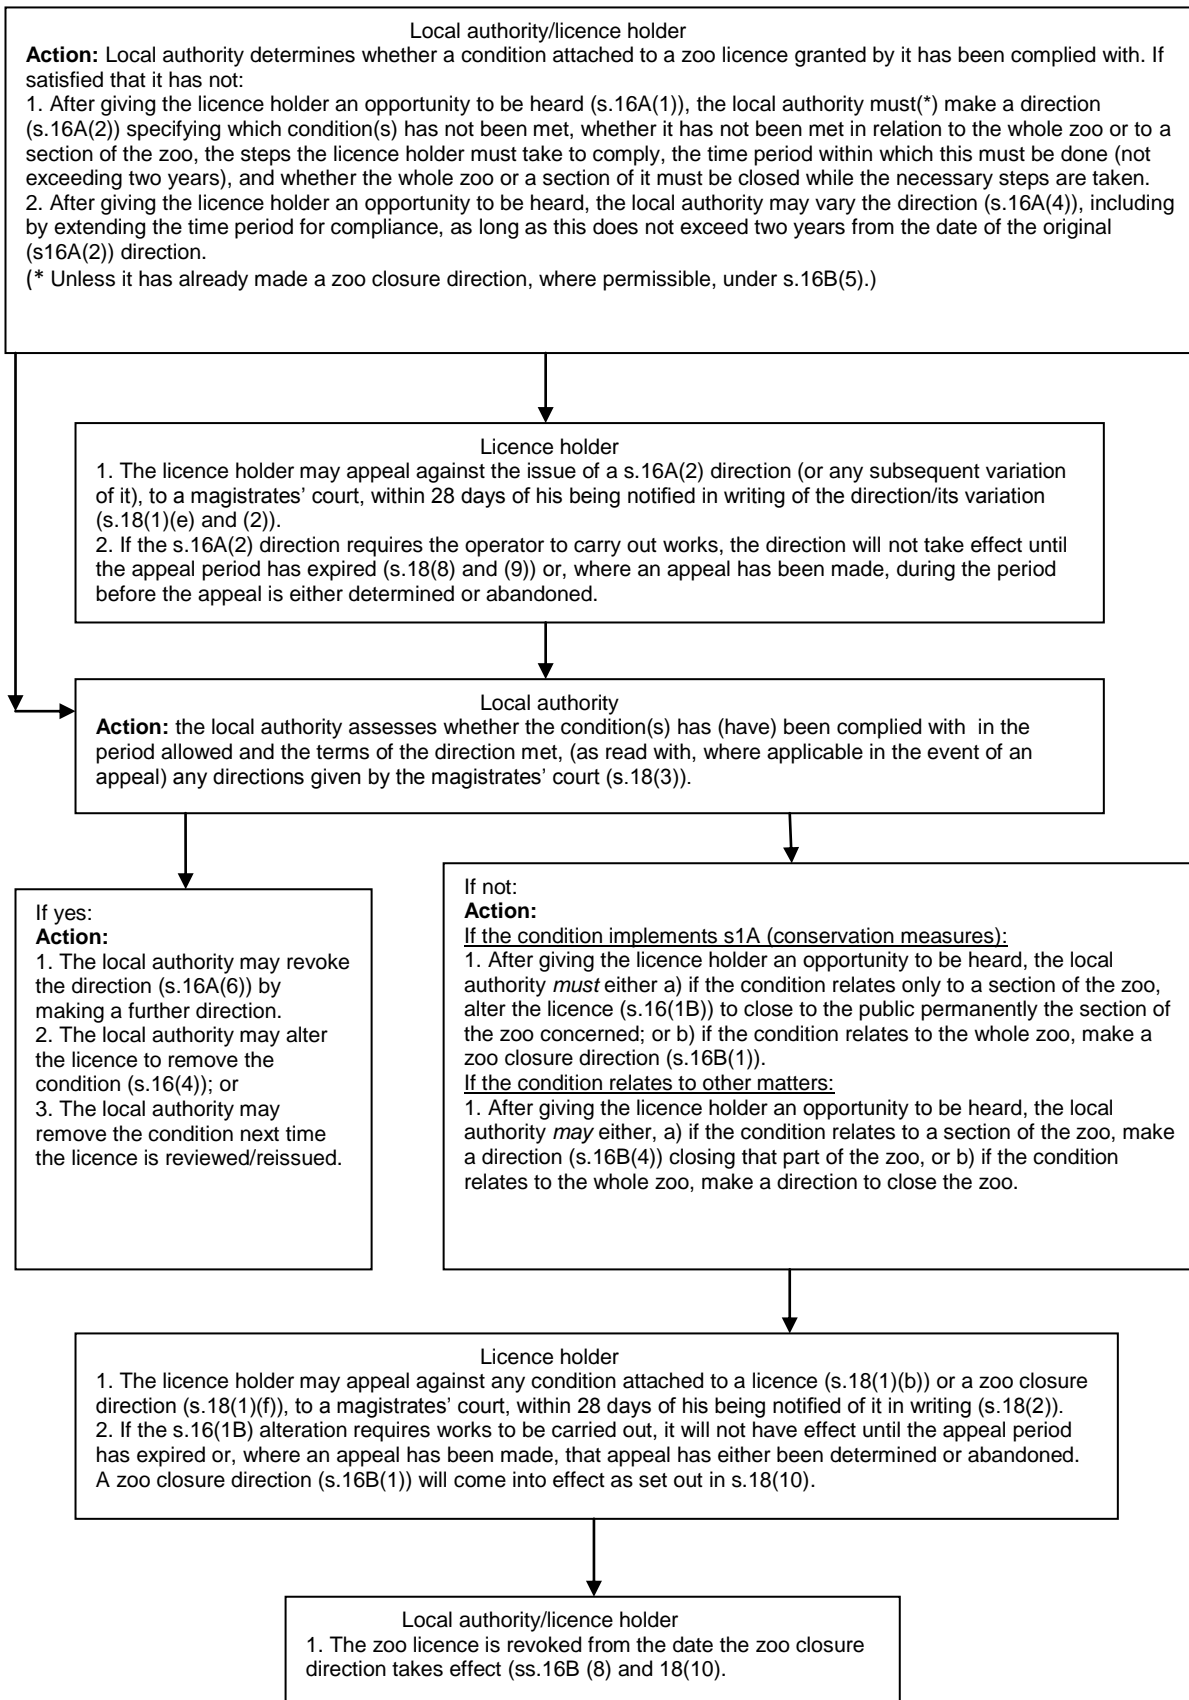 Local authority/licence holder
Action: Local authority determines whether a condition attached to a zoo licence granted by it has been complied with. If
satisfied that it has not:
1. After giving the licence holder an opportunity to be heard (s.16A(1)), the local authority must(*) make a direction
(s.16A(2)) specifying which condition(s) has not been met, whether it has not been met in relation to the whole zoo or to a
section of the zoo, the steps the licence holder must take to comply, the time period within which this must be done (not
exceeding two years), and whether the whole zoo or a section of it must be closed while the necessary steps are taken.
2. After giving the licence holder an opportunity to be heard, the local authority may vary the direction (s.16A(4)), including
by extending the time period for compliance, as long as this does not exceed two years from the date of the original
(s16A(2)) direction.
(* Unless it has already made a zoo closure direction, where permissible, under s.16B(5).)
Licence holder
1. The licence holder may appeal against the issue of a s.16A(2) direction (or any subsequent variation
of it), to a magistrates' court, within 28 days of his being notified in writing of the direction/its variation
(s.18(1)(e) and (2)).
2. If the s.16A(2) direction requires the operator to carry out works, the direction will not take effect until
the appeal period has expired (s.18(8) and (9)) or, where an appeal has been made, during the period
before the appeal is either determined or abandoned.
Local authority
Action: the local authority assesses whether the condition(s) has (have) been complied with in the
period allowed and the terms of the direction met, (as read with, where applicable in the event of an
appeal) any directions given by the magistrates' court (s.18(3)).
If yes:
Action:
1. The local authority may revoke
the direction (s.16A(6)) by
making a further direction.
2. The local authority may alter
the licence to remove the
condition (s.16(4)); or
3. The local authority may
remove the condition next time
the licence is reviewed/reissued.
If not:
Action:
If the condition implements s1A (conservation measures):
1. After giving the licence holder an opportunity to be heard, the local
authority must either a) if the condition relates only to a section of the zoo,
alter the licence (s.16(1B)) to close to the public permanently the section of
the zoo concerned; or b) if the condition relates to the whole zoo, make a
zoo closure direction (s.16B(1)).
If the condition relates to other matters:
1. After giving the licence holder an opportunity to be heard, the local
authority may either, a) if the condition relates to a section of the zoo, make
a direction (s.16B(4)) closing that part of the zoo, or b) if the condition
relates to the whole zoo, make a direction to close the zoo.
Licence holder
1. The licence holder may appeal against any condition attached to a licence (s.18(1)(b)) or a zoo closure
direction (s.18(1)(f)), to a magistrates' court, within 28 days of his being notified of it in writing (s.18(2)).
2. If the s.16(1B) alteration requires works to be carried out, it will not have effect until the appeal period
has expired or, where an appeal has been made, that appeal has either been determined or abandoned.
A zoo closure direction (s.16B(1)) will come into effect as set out in s.18(10).
Local authority/licence holder
1. The zoo licence is revoked from the date the zoo closure
direction takes effect (ss.16B (8) and 18(10).